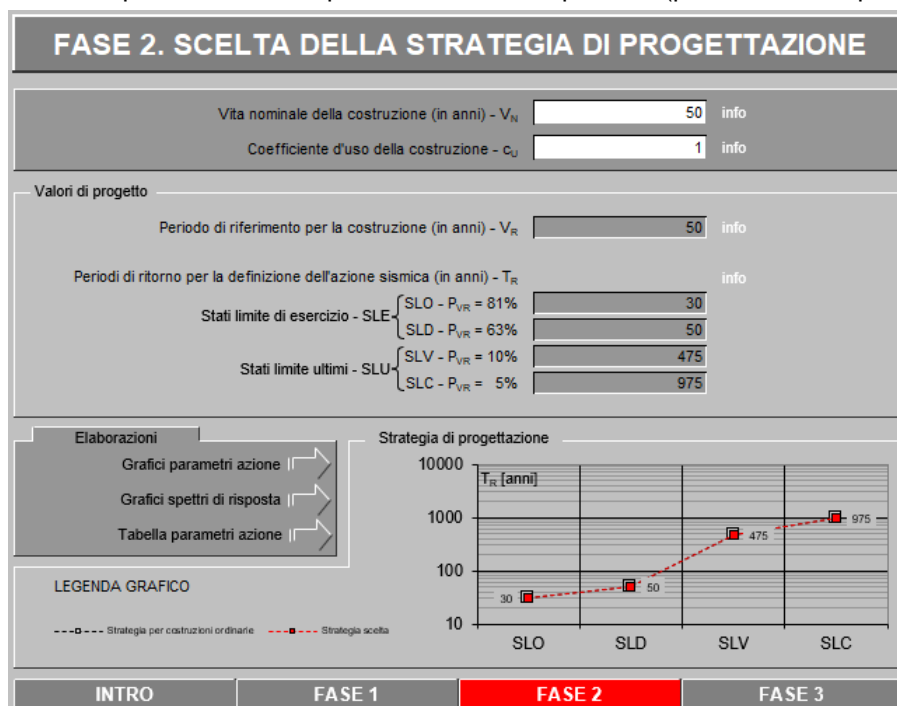 FASE 2. SCELTA DELLA STRATEGIA DI PROGETTAZIONE
Vita nominale della costruzione (in anni) - VN 50 info
Coefficiente d'uso della costruzione - cU 1 info
Valori di progetto
Periodo di riferimento per la costruzione (in anni) - VR 50 info
Periodi di ritorno per la definizione dell'azione sismica (in anni) - TR info
Stati limite di esercizio - SLE
SLO - PVR = 81% 30
SLD - PVR = 63% 50
Stati limite ultimi - SLU
SLV - PVR = 10% 475
SLC - PVR = 5% 975
Elaborazioni
Grafici parametri azione
Grafici spettri di risposta
Tabella parametri azione
LEGENDA GRAFICO
Strategia per costruzioni ordinarie Strategia scelta
Strategia di progettazione
TR [anni]
10000
1000
100
10
30
50
475
975
SLO SLD SLV SLC
INTRO FASE 1 FASE 2 FASE 3